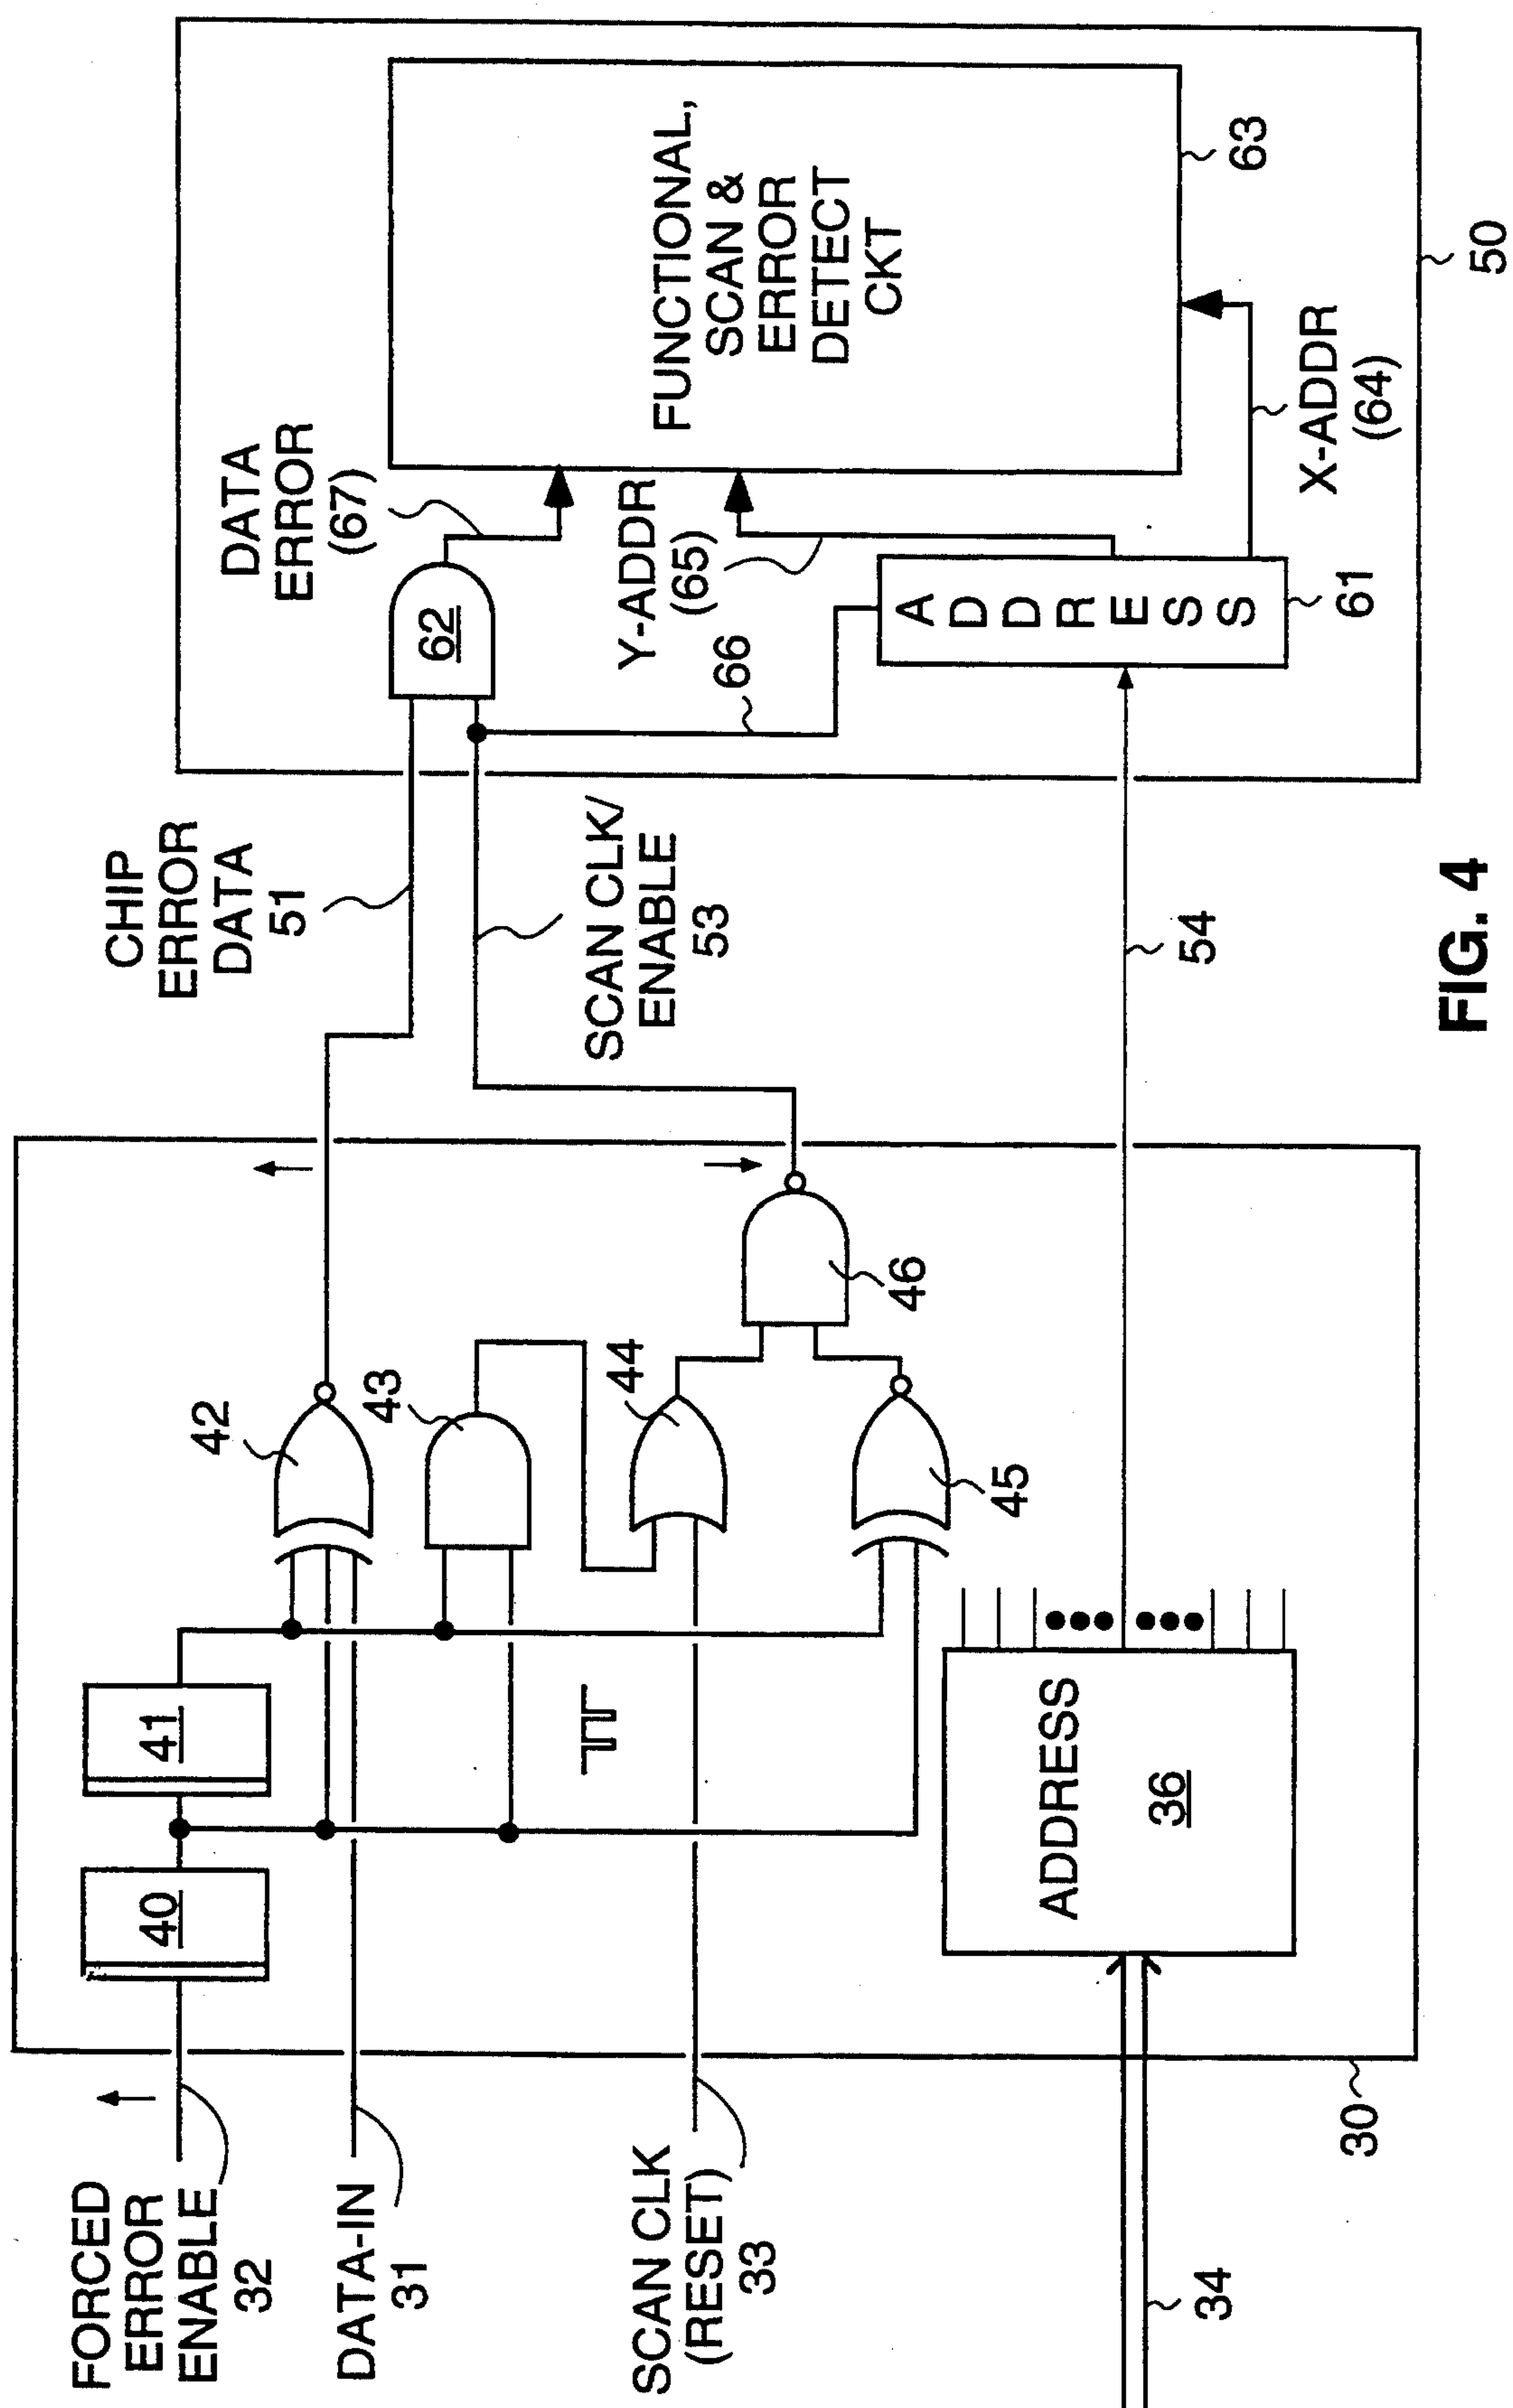 FORCED
ERROR
ENABLE
32
DATA-IN
31
SCAN CLK
(RESET)
33
34
30
40
41
42
43
44
45
46
ADDRESS
36
CHIP
ERROR
DATA
51
SCAN CLK/
ENABLE
53
54
DATA
ERROR
(67)
62
Y-ADDR
(65)
66
ADDRESS
61
X-ADDR
(64)
FUNCTIONAL,
SCAN &
ERROR
DETECT
CKT
63
50
FIG. 4